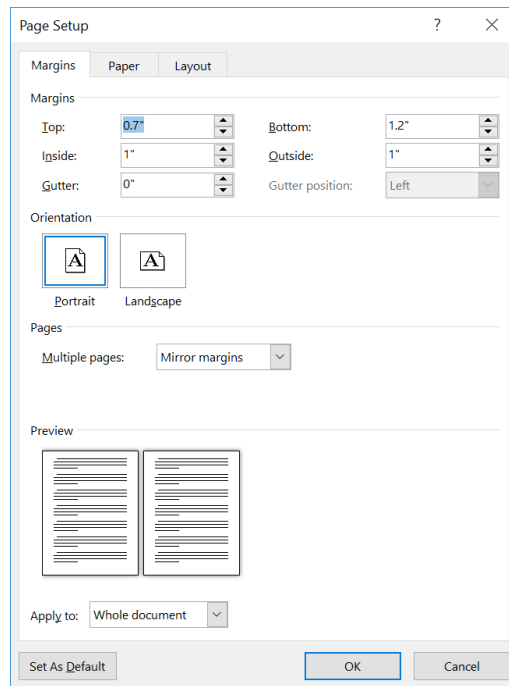 Page Setup ? ×
Margins Paper Layout
Margins
Top: 0.7" Bottom: 1.2"
Inside: 1" Outside: 1"
Gutter: 0" Gutter position: Left
Orientation
A A
Portrait Landscape
Pages
Multiple pages: Mirror margins
Preview
Apply to: Whole document
Set As Default OK Cancel